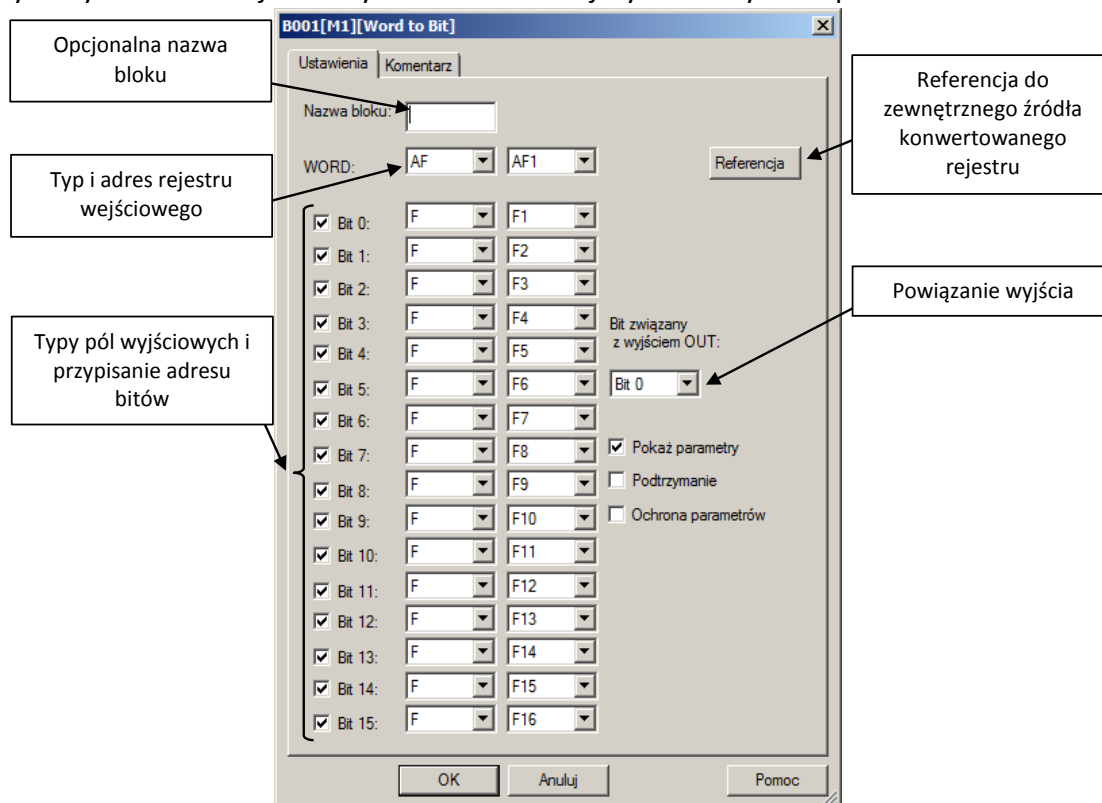 B001[M1][Word to Bit]
Opcjonalna nazwa
bloku
Ustawienia
Komentarz
Nazwa bloku:
Referencja do
zewnętrznego źródła
konwertowanego
rejestru
Typ i adres rejestru
wejściowego
WORD: AF AF1 Referencja
Bit 0: F F1
Bit 1: F F2
Bit 2: F F3
Bit 3: F F4
Bit 4: F F5
Bit 5: F F6
Bit 6: F F7
Bit 7: F F8
Bit 8: F F9
Bit 9: F F10
Bit 10: F F11
Bit 11: F F12
Bit 12: F F13
Bit 13: F F14
Bit 14: F F15
Bit 15: F F16
Typy pól wyjściowych i
przypisanie adresu
bitów
Powiązanie wyjścia
Bit związany
z wyjściem OUT:
Bit 0
Pokaż parametry
Podtrzymanie
Ochrona parametrów
OK Anuluj Pomoc